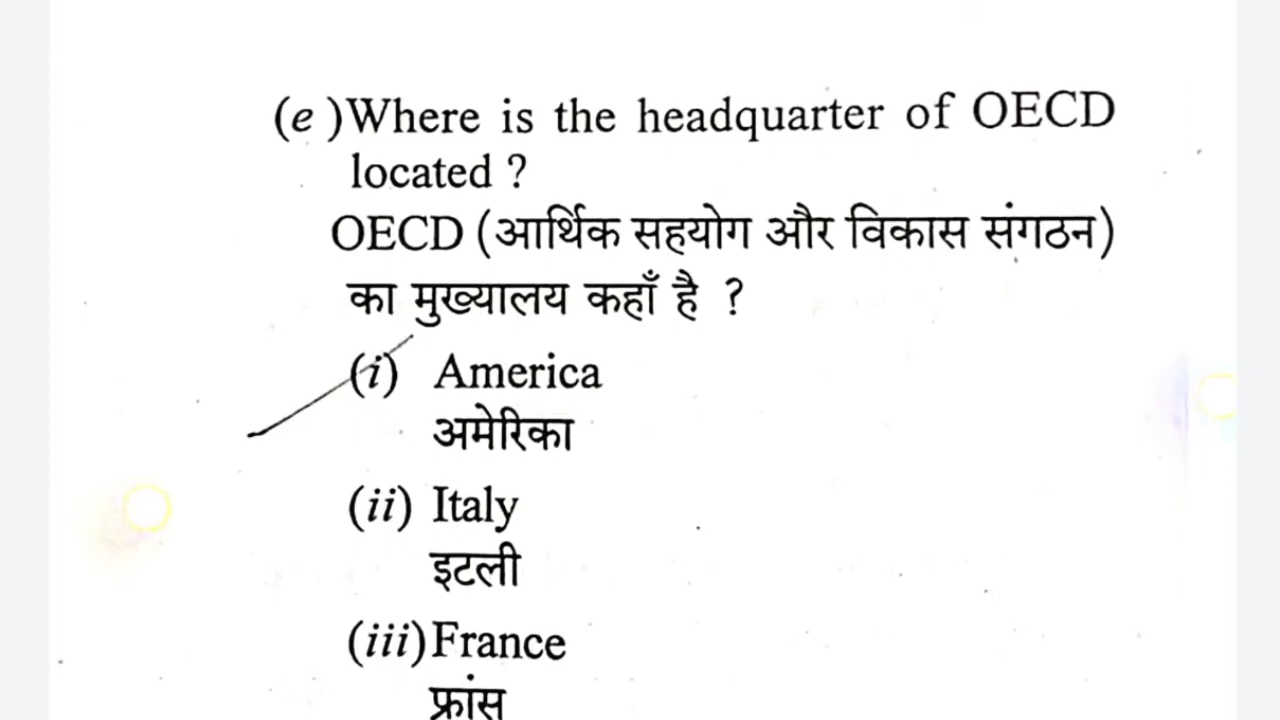 (e )Where is the headquarter of OECD
located ?
OECD (आर्थिक सहयोग और विकास संगठन)
का मुख्यालय कहाँ है ?
(i) America
अमेरिका
(ii) Italy
इटली
(iii) France
फ्रांस